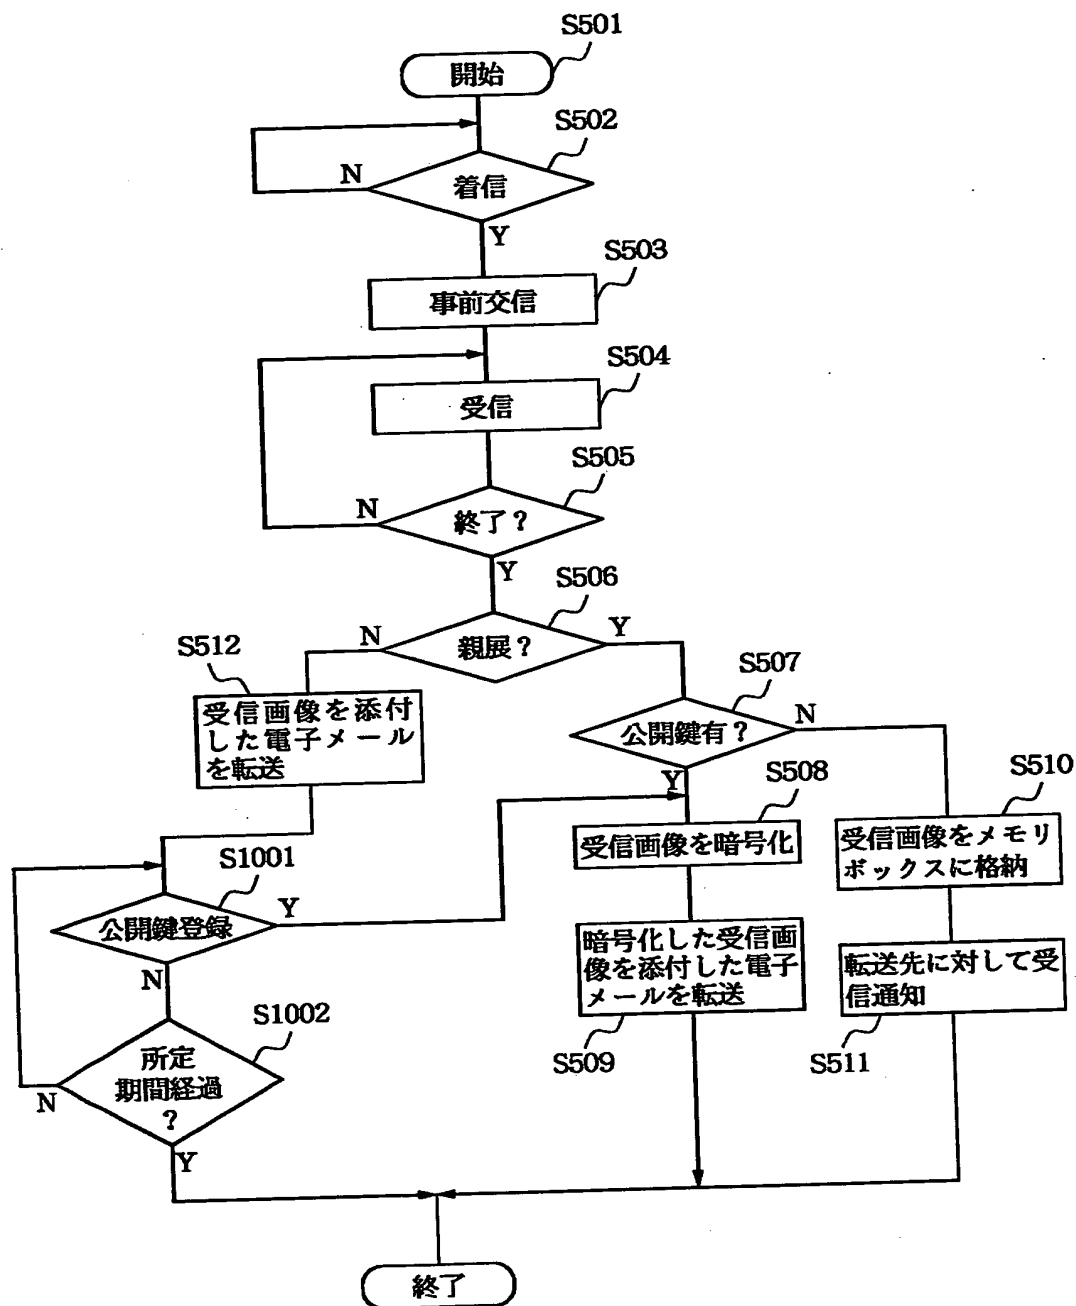 S501
開始
S502
着信
N
Y
S503
事前交信
S504
受信
S505
終了?
N
Y
S506
親展?
N
Y
S512
受信画像を添付
した電子メール
を転送
S507
公開鍵有?
N
Y
S508
受信画像を暗号化
S510
受信画像をメモリ
ボックスに格納
S1001
公開鍵登録
Y
N
暗号化した受信画
像を添付した電子
メールを転送
S509
転送先に対して受
信通知
S511
S1002
所定
期間経過
?
N
Y
終了